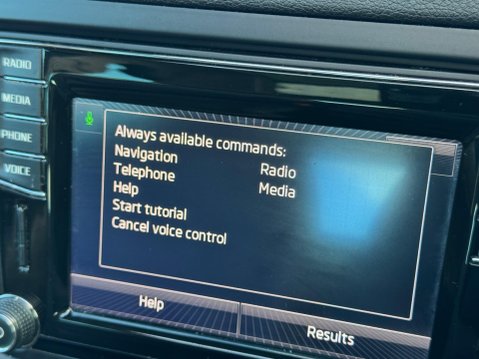 RADIO
MEDIA
PHONE
VOICE
Always available commands:
Navigation Radio
Telephone Media
Help
Start tutorial
Cancel voice control
Help Results